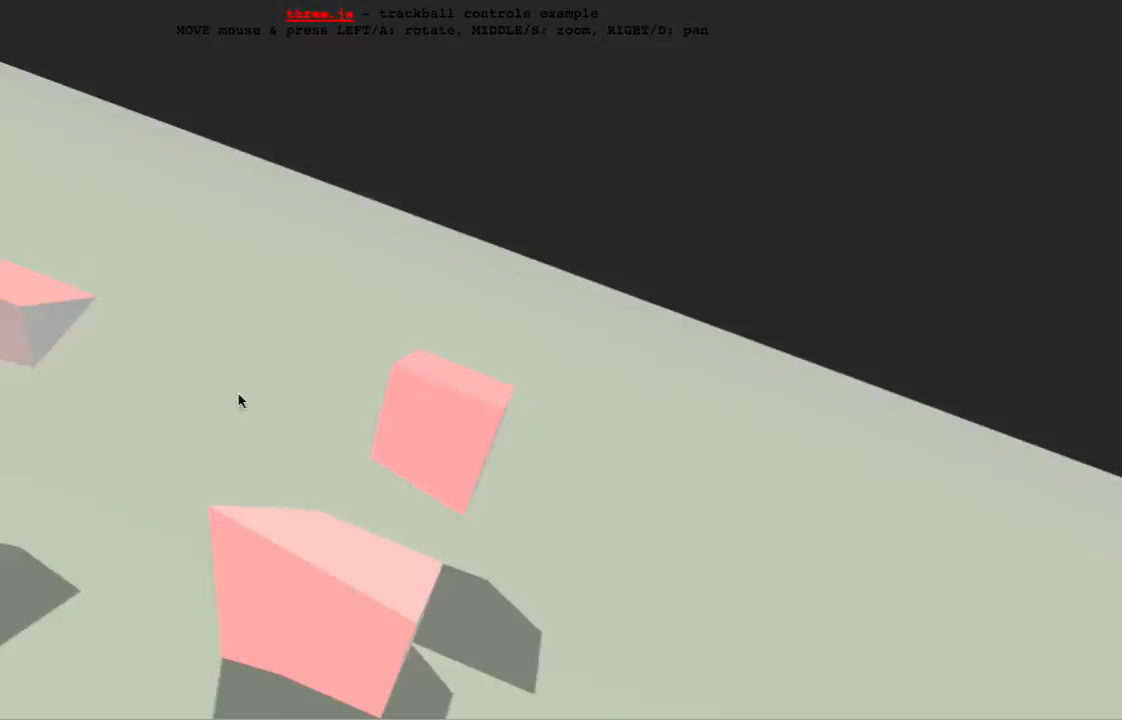 three.js - trackball controls example
MOVE mouse & press LEFT/A: rotate, MIDDLE/S: zoom, RIGHT/D: pan